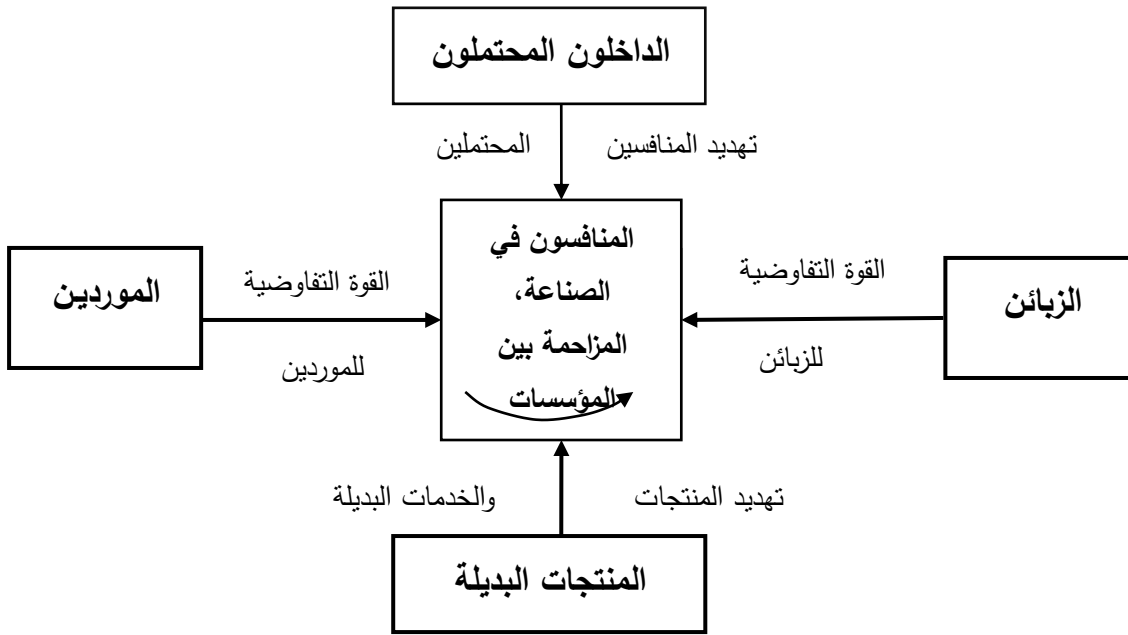 الداخلون المحتملون
تهديد المنافسين المحتملين
المنافسون في
الصناعة،
المزاحمة بين
المؤسسات
الزبائن
القوة التفاوضية
للزبائن
القوة التفاوضية
للموردين
الموردين
تهديد المنتجات والخدمات البديلة
المنتجات البديلة